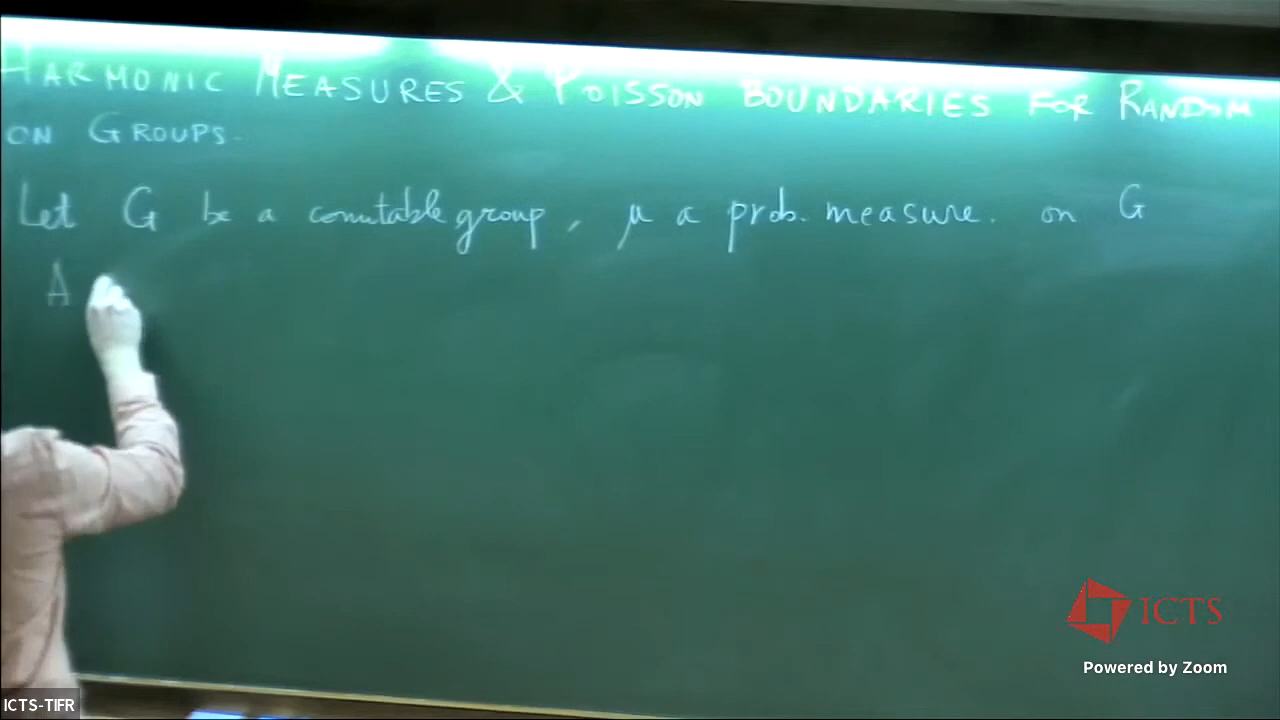 HARMONIC MEASURES & POISSON BOUNDARIES FOR RANDOM
ON GROUPS.
Let G be a countable group, μ a prob. measure. on G
A
ICTS
Powered by Zoom
ICTS-TIFR